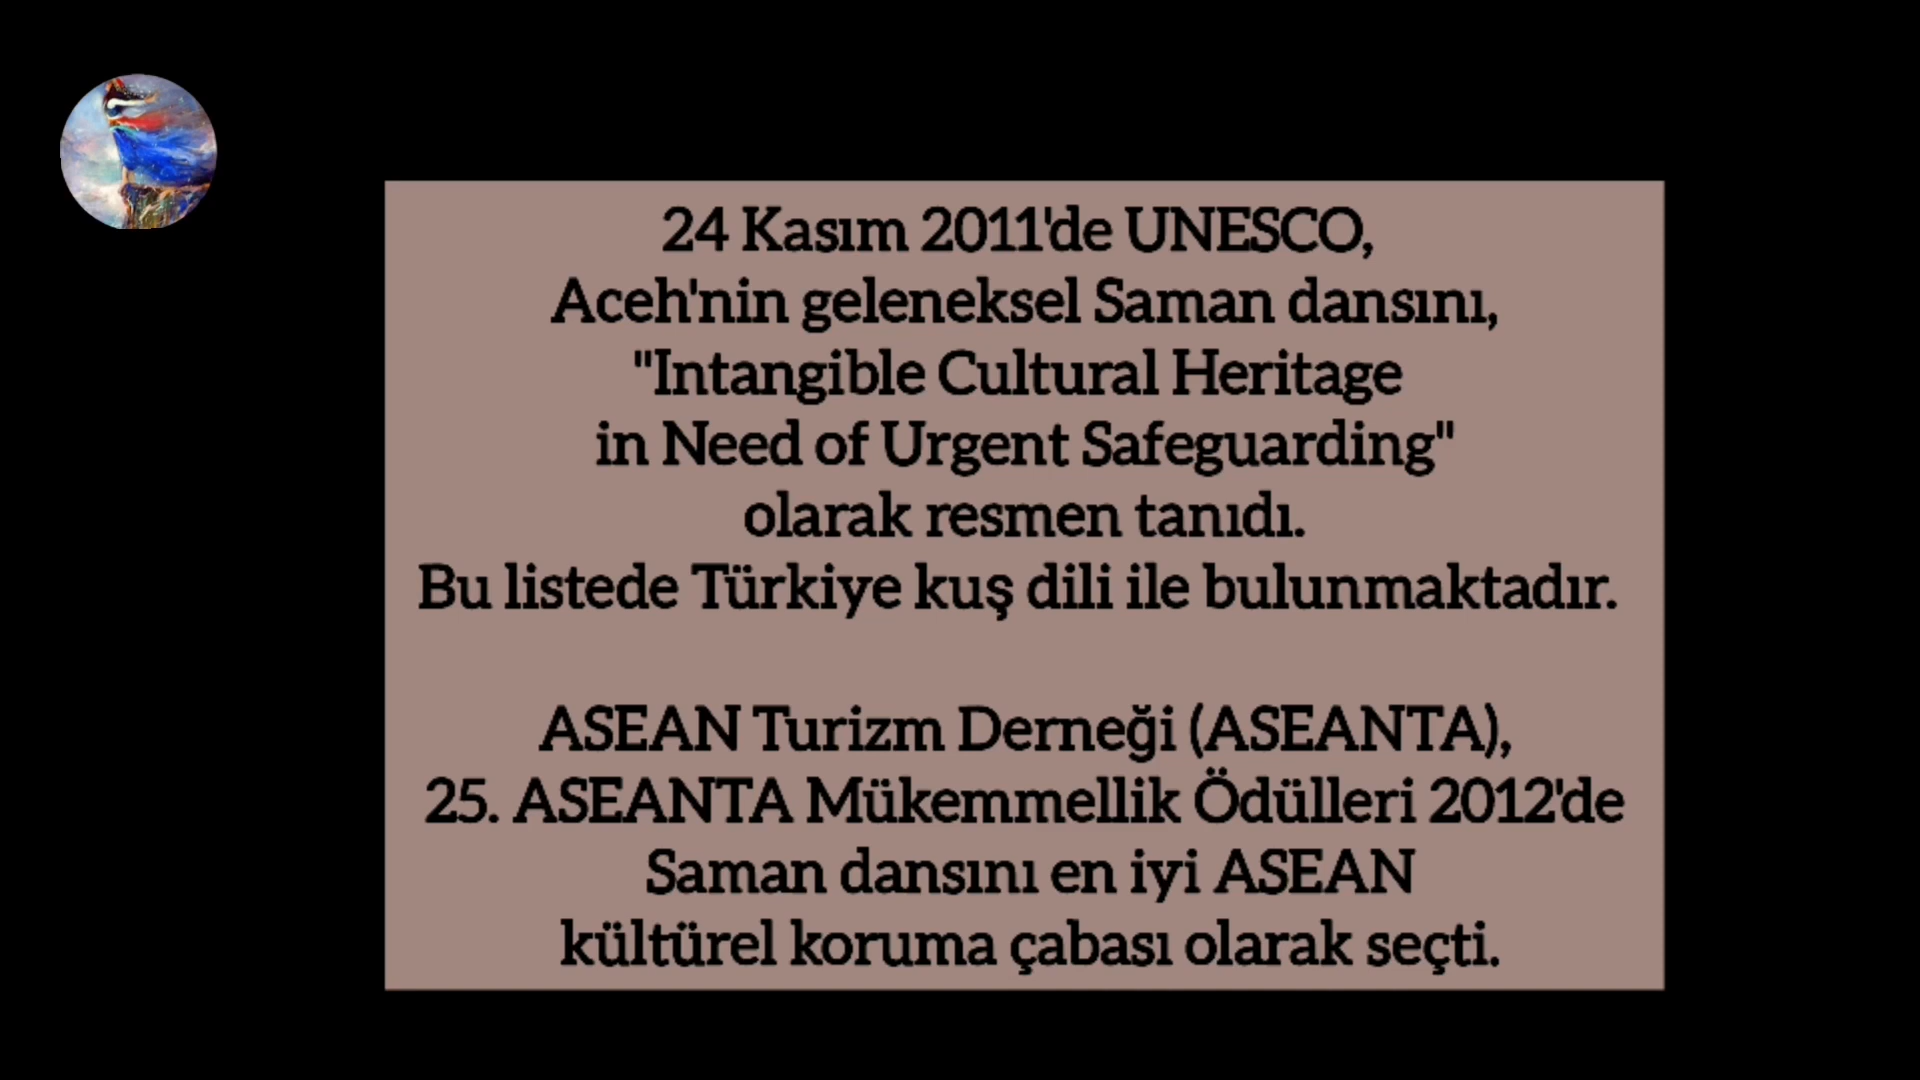 24 Kasım 2011'de UNESCO,
Aceh'nin geleneksel Saman dansını,
"Intangible Cultural Heritage
in Need of Urgent Safeguarding"
olarak resmen tanıdı.
Bu listede Türkiye kuş dili ile bulunmaktadır.
ASEAN Turizm Derneği (ASEANTA),
25. ASEANTA Mükemmellik Ödülleri 2012'de
Saman dansını en iyi ASEAN
kültürel koruma çabası olarak seçti.